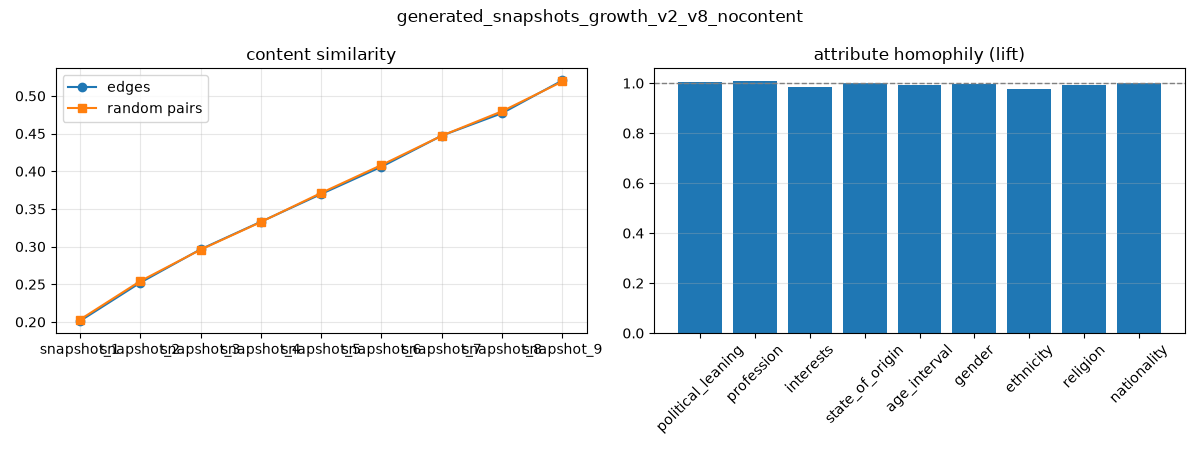 generated_snapshots_growth_v2_v8_nocontent
content similarity
edges
random pairs
0.50
0.45
0.40
0.35
0.30
0.25
0.20
snapshot_1
snapshot_2
snapshot_3
snapshot_4
snapshot_5
snapshot_6
snapshot_7
snapshot_8
snapshot_9
attribute homophily (lift)
1.0
0.8
0.6
0.4
0.2
0.0
political_leaning
profession
interests
state_of_origin
age_interval
gender
ethnicity
religion
nationality